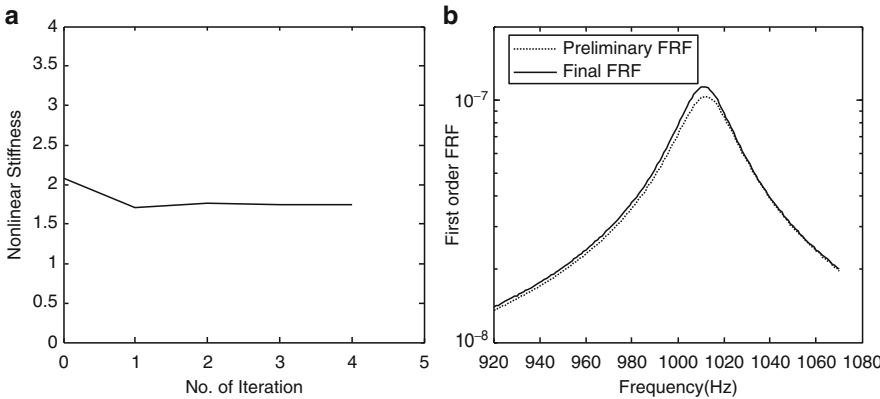 a
Nonlinear Stiffness
4
3.5
3
2.5
2
1.5
1
0.5
0
0 1 2 3 4 5
No. of Iteration
b
First order FRF
Preliminary FRF
Final FRF
10⁻⁷
10⁻⁸
920 940 960 980 1000 1020 1040 1060 1080
Frequency(Hz)